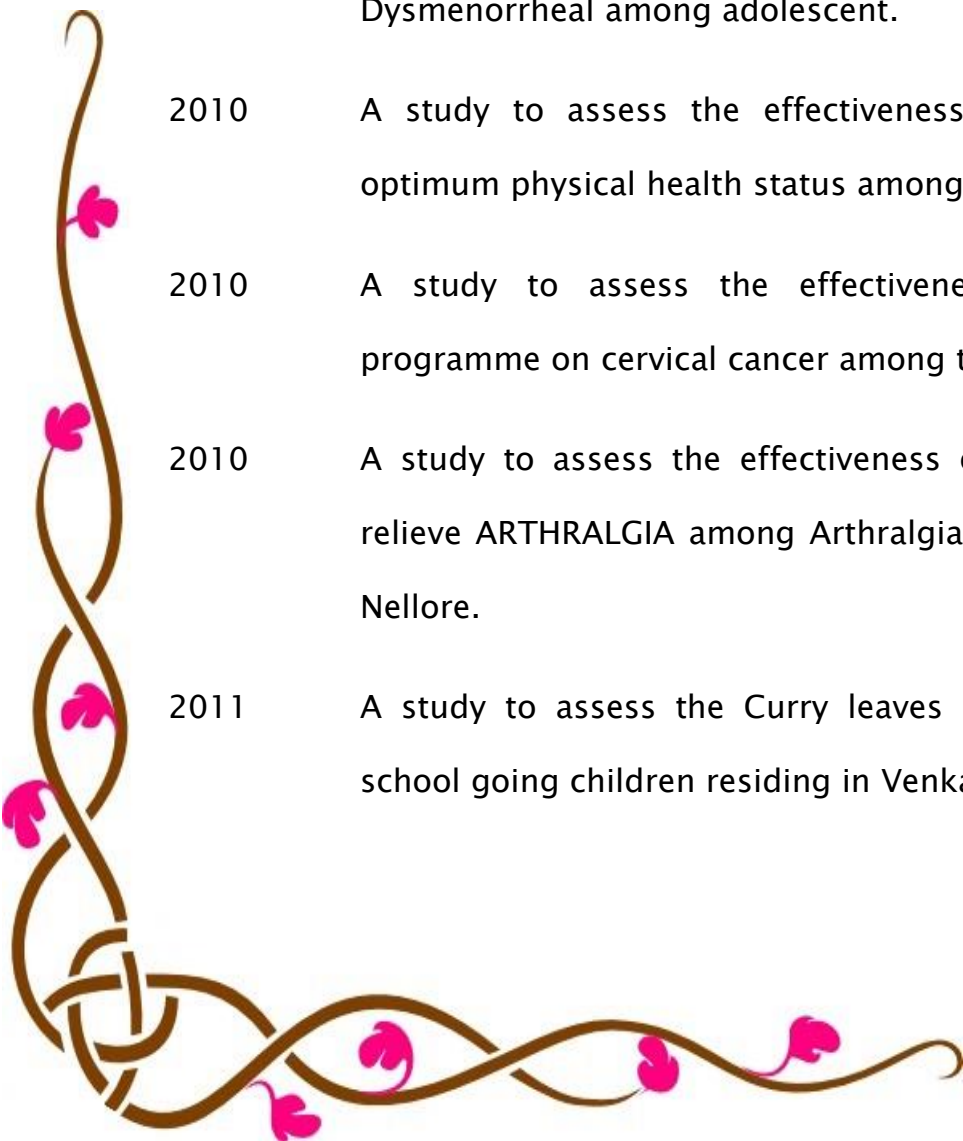 Dysmenorrheal among adolescent.
2010 A study to assess the effectiveness
optimum physical health status among
2010 A study to assess the
programme on cervical cancer among
2010 A study to assess the effectiveness
relieve ARTHRALGIA among Arthralgia
Nellore.
2011 A study to assess the Curry leaves
school going children residing in